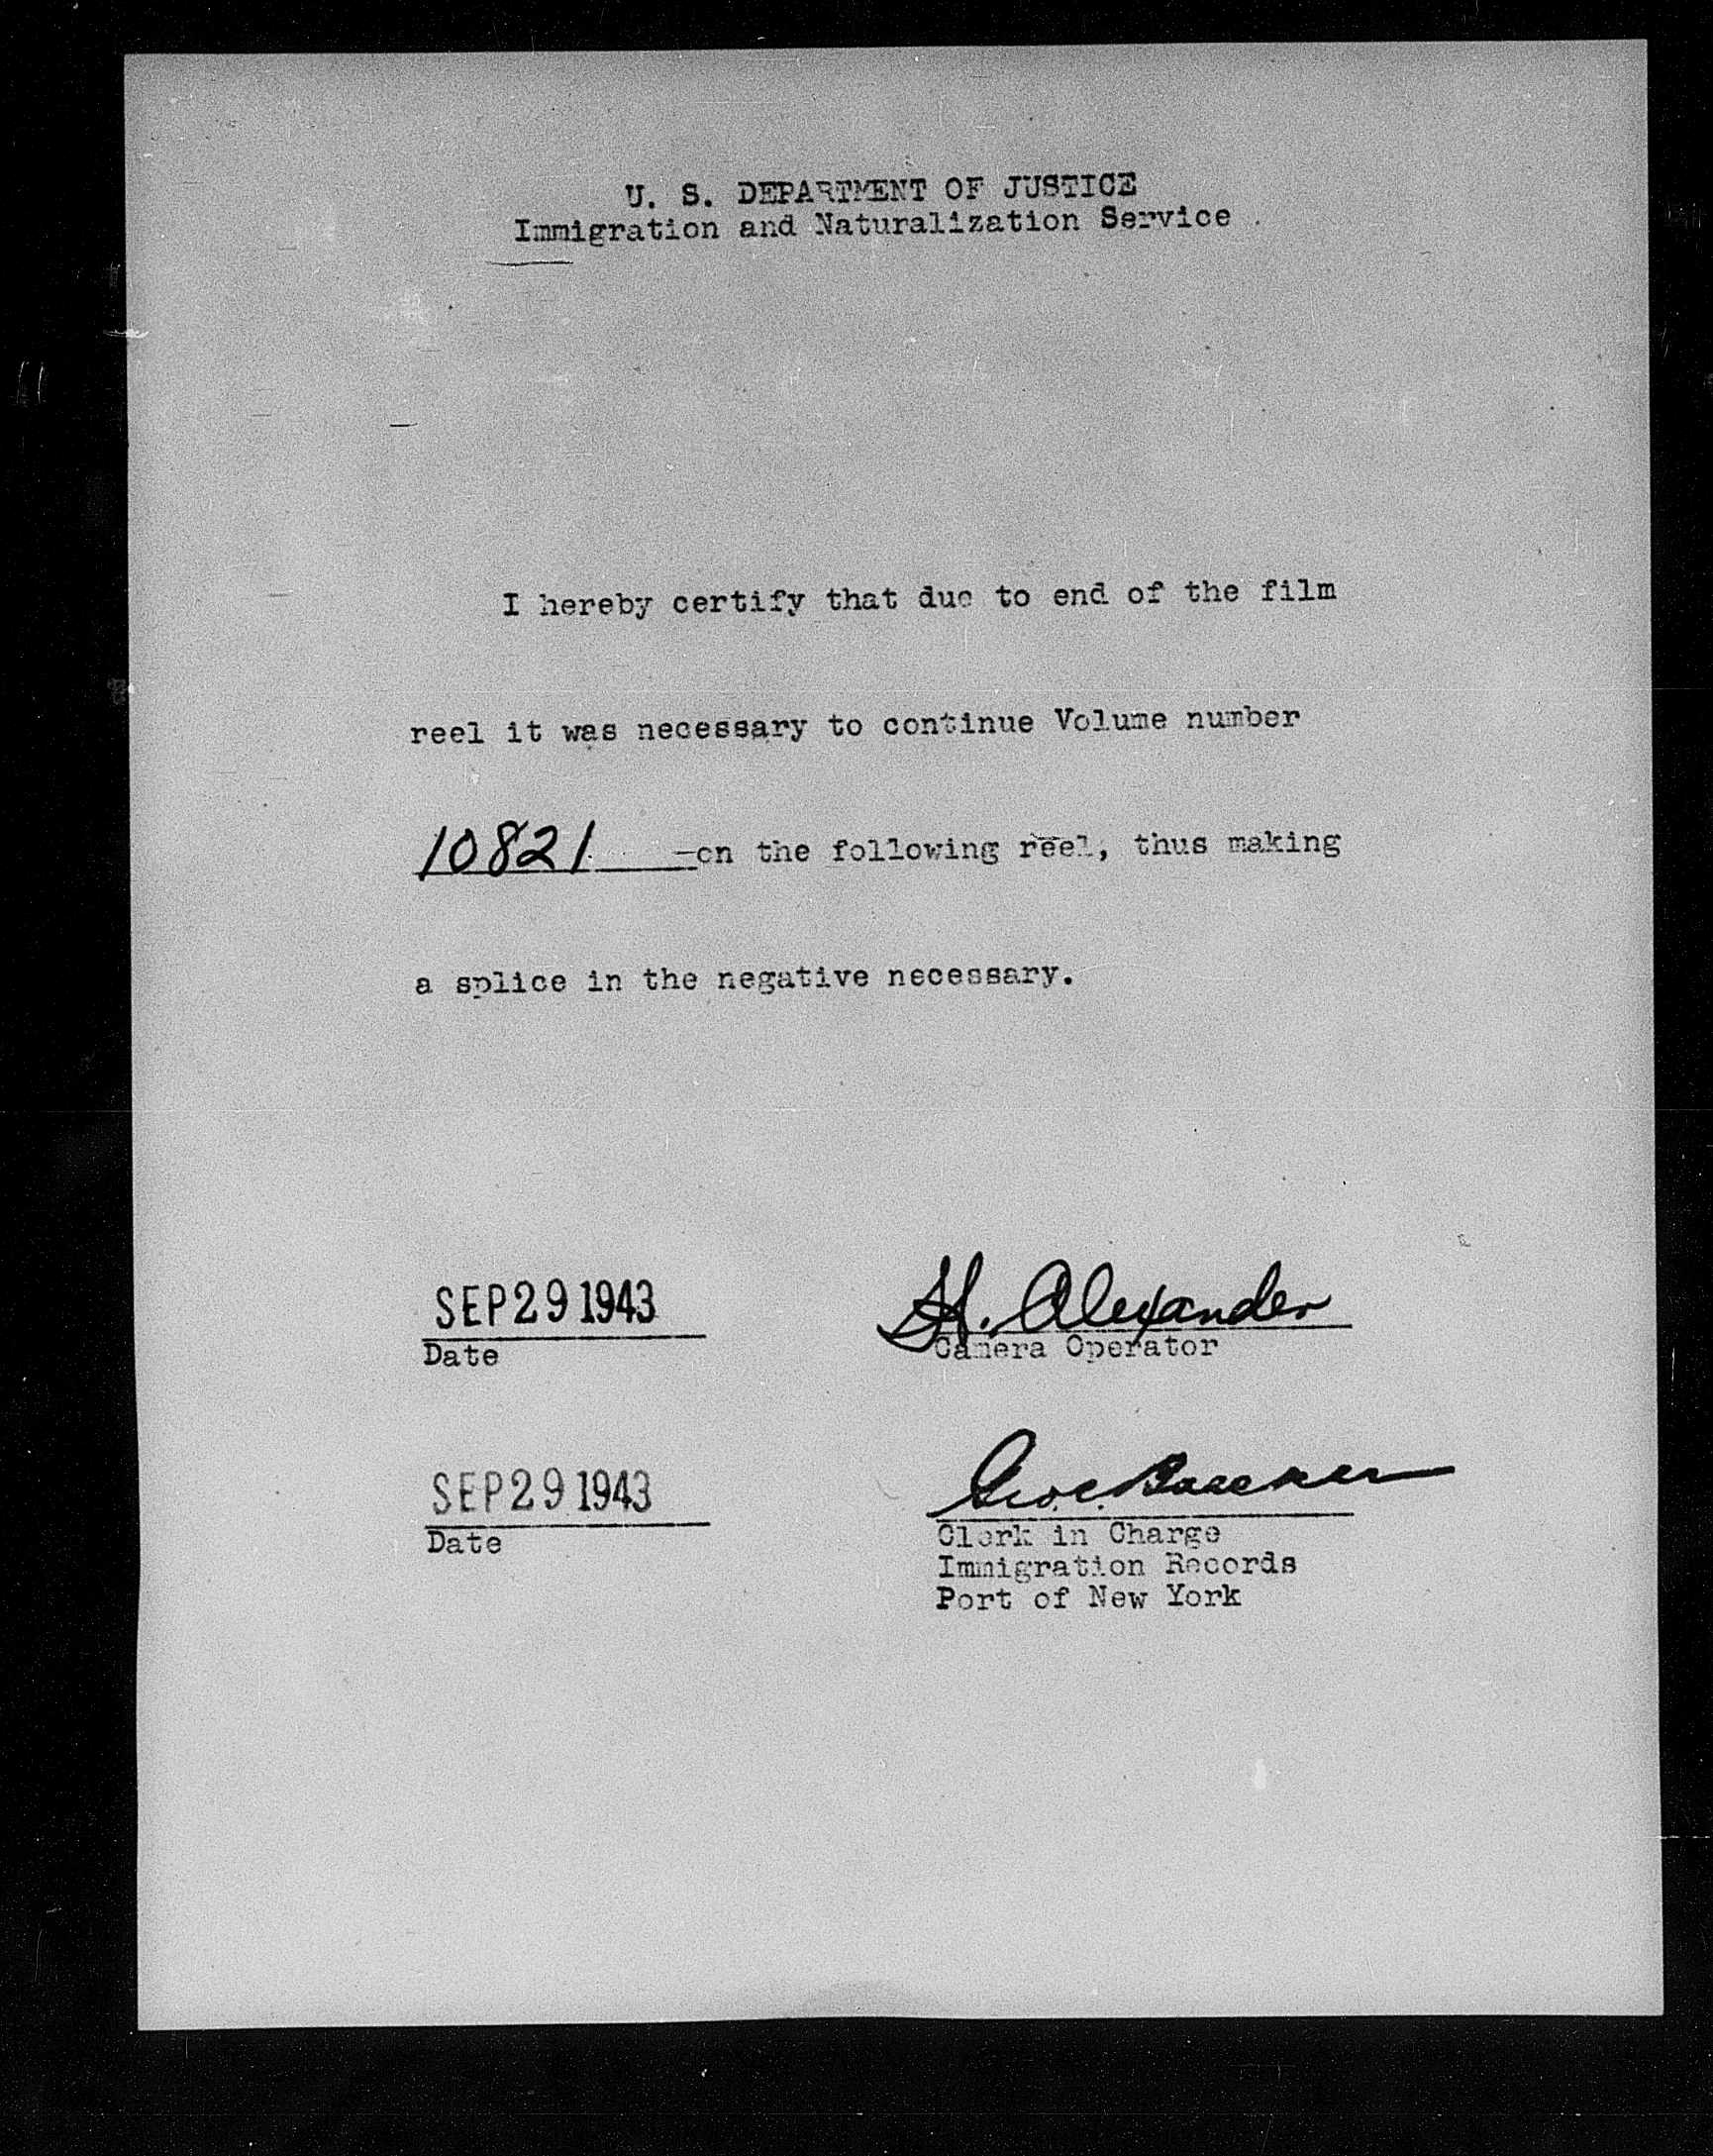 U. S. DEPARTMENT OF JUSTICE
Immigration and Naturalization Service
I hereby certify that due to end of the film
reel it was necessary to continue Volume number
10821 on the following reel, thus making
a splice in the negative necessary.
SEP 29 1943
Date
H. Alexander
Camera Operator
SEP 29 1943
Date
Geo. C.
Clerk in Charge
Immigration Records
Port of New York